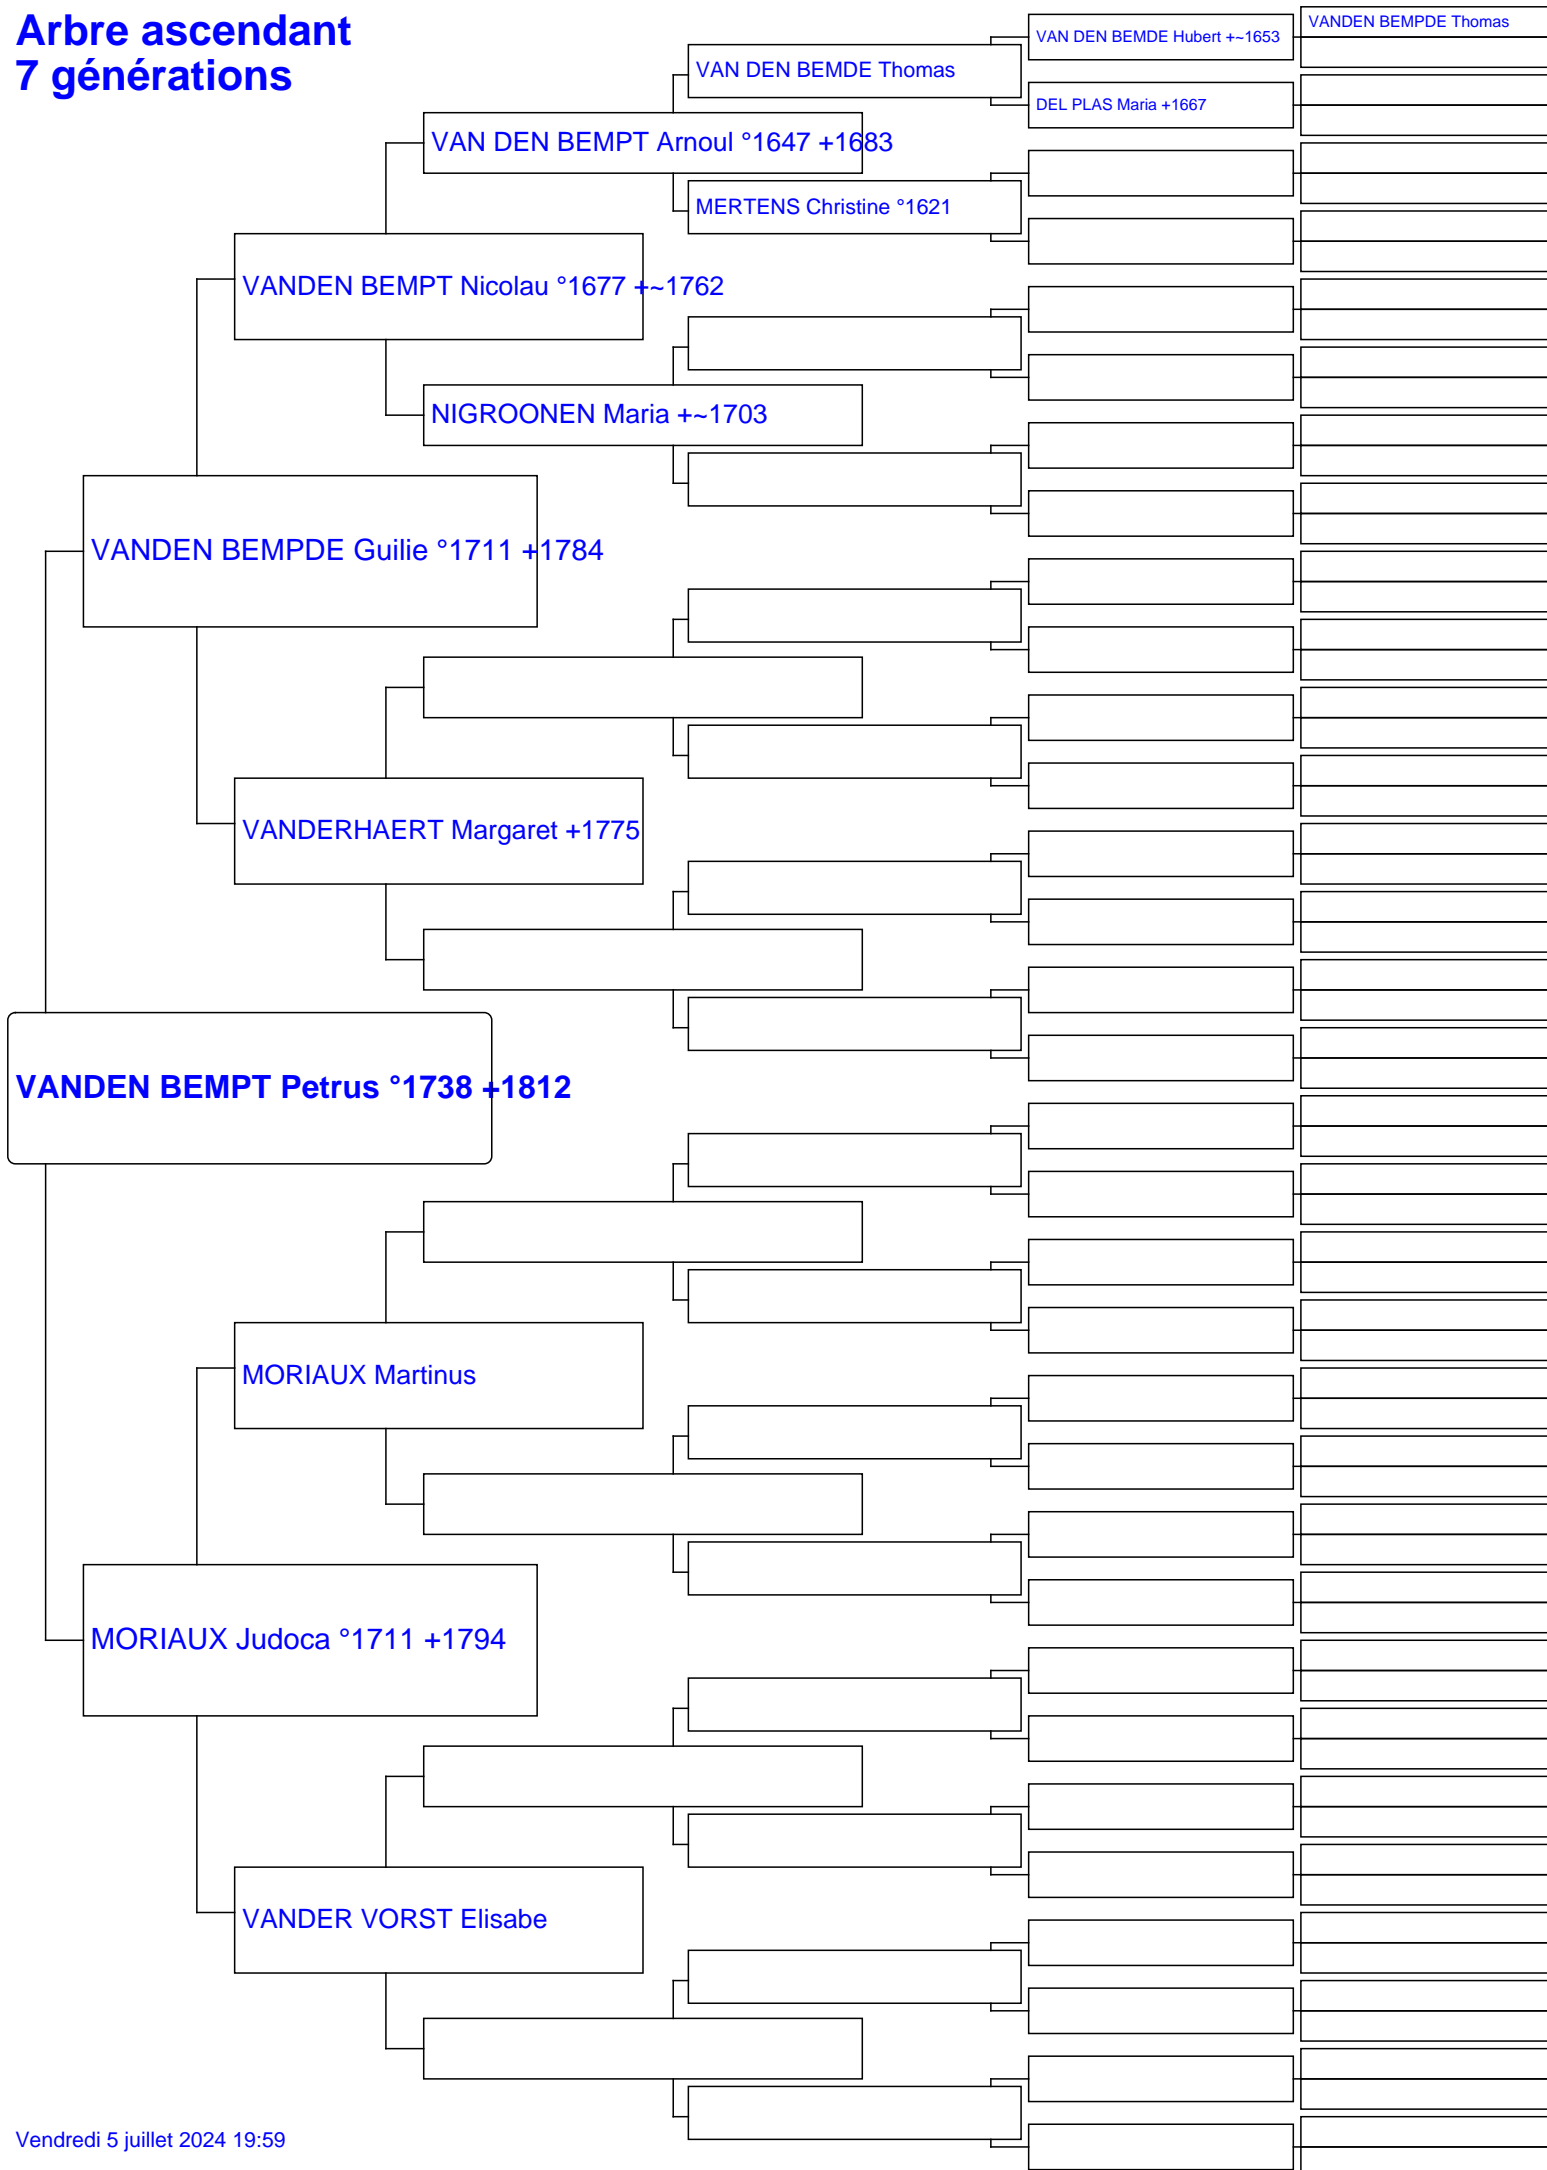 Arbre ascendant
7 générations
VANDEN BEMPDE Thomas
VAN DEN BEMDE Hubert +~1653
VAN DEN BEMDE Thomas
DEL PLAS Maria +1667
VAN DEN BEMPT Arnoul °1647 +1683
MERTENS Christine °1621
VANDEN BEMPT Nicolau °1677 +~1762
NIGROONEN Maria +~1703
VANDEN BEMPDE Guilie °1711 +1784
VANDERHAERT Margaret +1775
VANDEN BEMPT Petrus °1738 +1812
MORIAUX Martinus
MORIAUX Judoca °1711 +1794
VANDER VORST Elisabe
Vendredi 5 juillet 2024 19:59